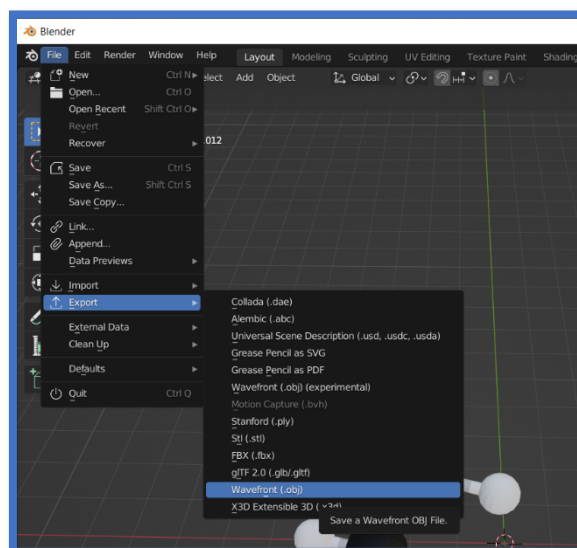 Blender
File Edit Render Window Help Layout Modeling Sculpting UV Editing Texture Paint Shading
New Ctrl N
elect Add Object Global
Open... Ctrl O
Open Recent Shift Ctrl O
Revert
012
Recover
Save Ctrl S
Save As... Shift Ctrl S
Save Copy...
Link...
Append...
Data Previews
Import
Export
Collada (.dae)
Alembic (.abc)
External Data
Universal Scene Description (.usd, .usdc, .usda)
Clean Up
Grease Pencil as SVG
Defaults
Grease Pencil as PDF
Wavefront (.obj) (experimental)
Quit Ctrl Q
Motion Capture (.bvh)
Stanford (.ply)
Stl (.stl)
FBX (.fbx)
glTF 2.0 (.glb/.gltf)
Wavefront (.obj)
X3D Extensible 3D (.x3d)
Save a Wavefront OBJ File.